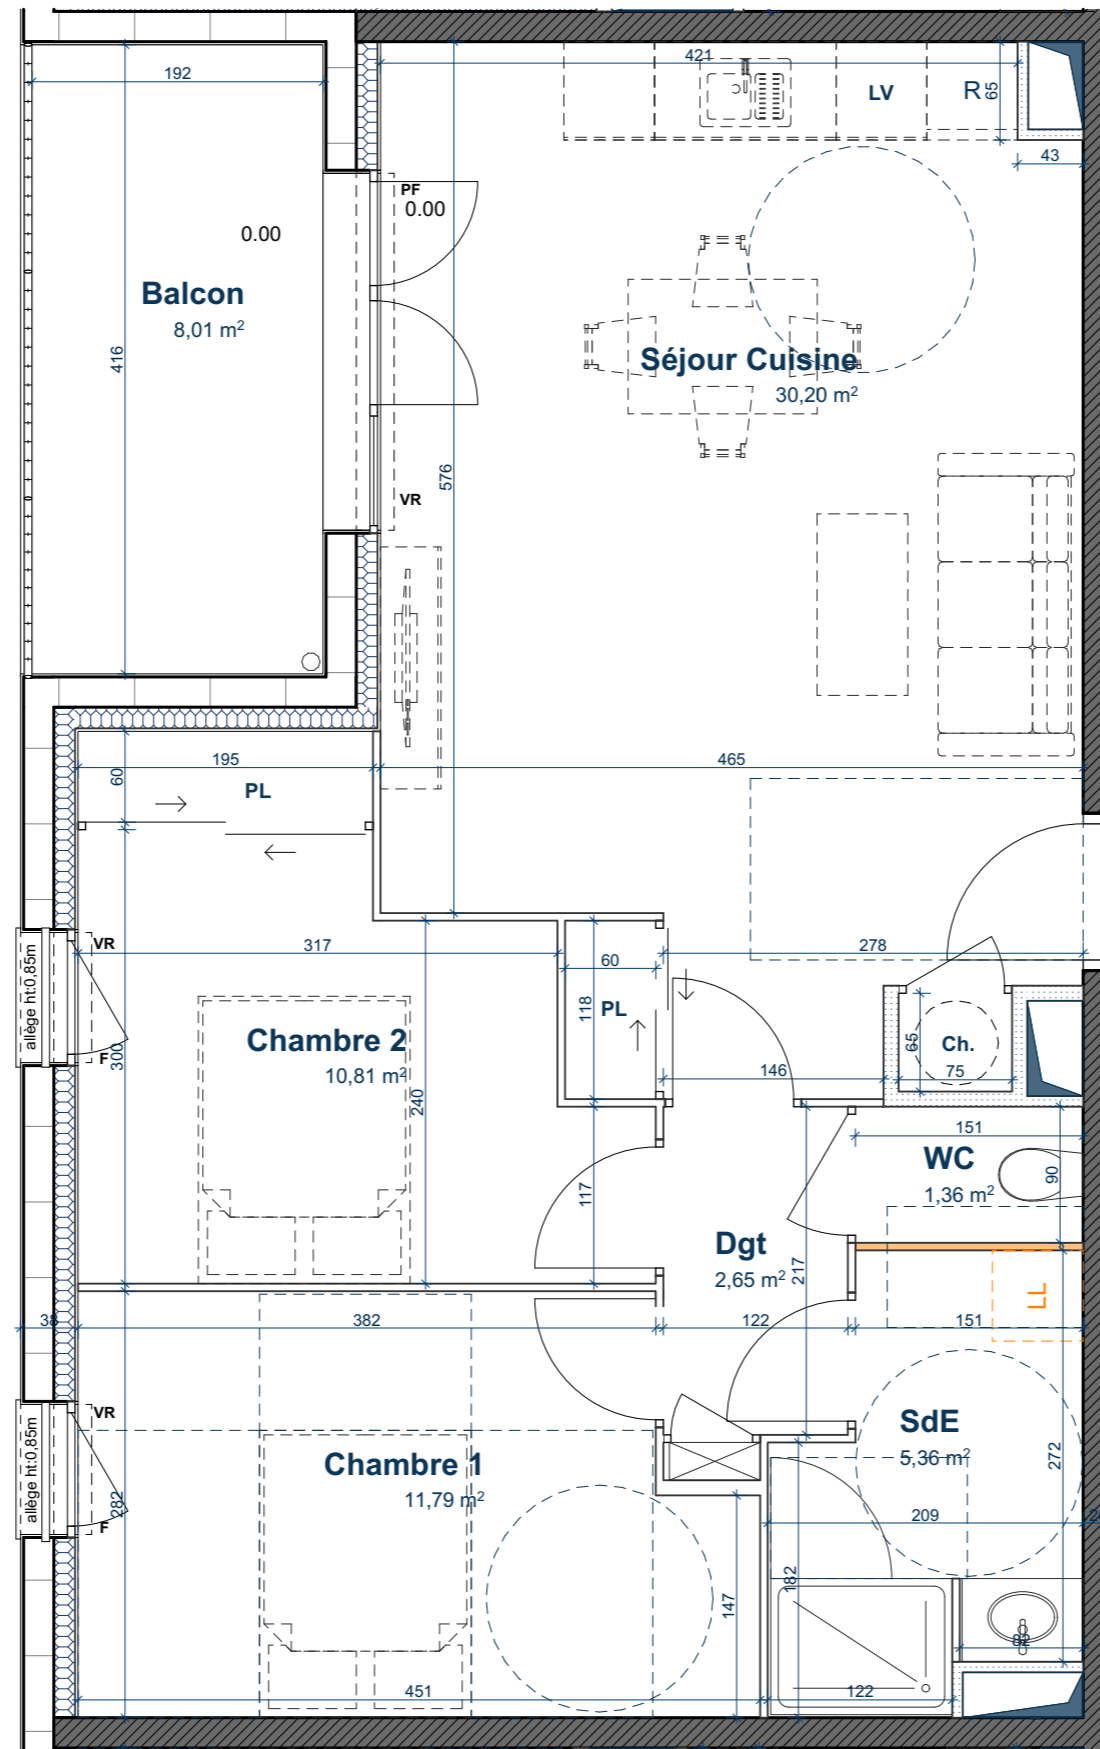 421
192
LV
R
65
43
PF
0.00
0.00
Balcon
8,01 m²
416
Séjour Cuisine
30,20 m²
576
VR
60
195
PL
465
allège ht:0,85m
VR
F
317
60
278
118
PL
300
Chambre 2
10,81 m²
240
65
Ch.
75
146
151
WC
1,36 m²
90
117
Dgt
2,65 m²
217
LL
38
382
122
151
allège ht:0,85m
VR
F
SdE
5,36 m²
272
Chambre 1
11,79 m²
282
209
2
182
147
82
451
122